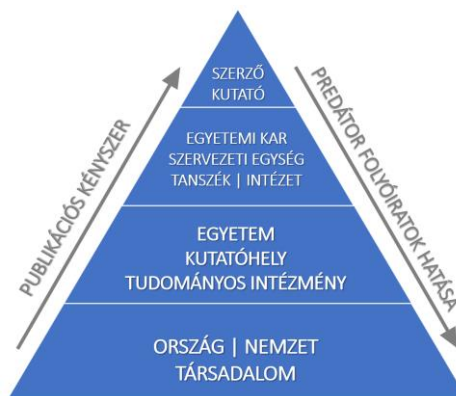 SZERZŐ
KUTATÓ
EGYETEMI KAR
SZERVEZETI EGYSÉG
TANSZÉK | INTÉZET
EGYETEM
KUTATÓHELY
TUDOMÁNYOS INTÉZMÉNY
ORSZÁG | NEMZET
TÁRSADALOM
PUBLIKÁCIÓS KÉNYSZER
PREDÁTOR FOLYÓIRATOK HATÁSA